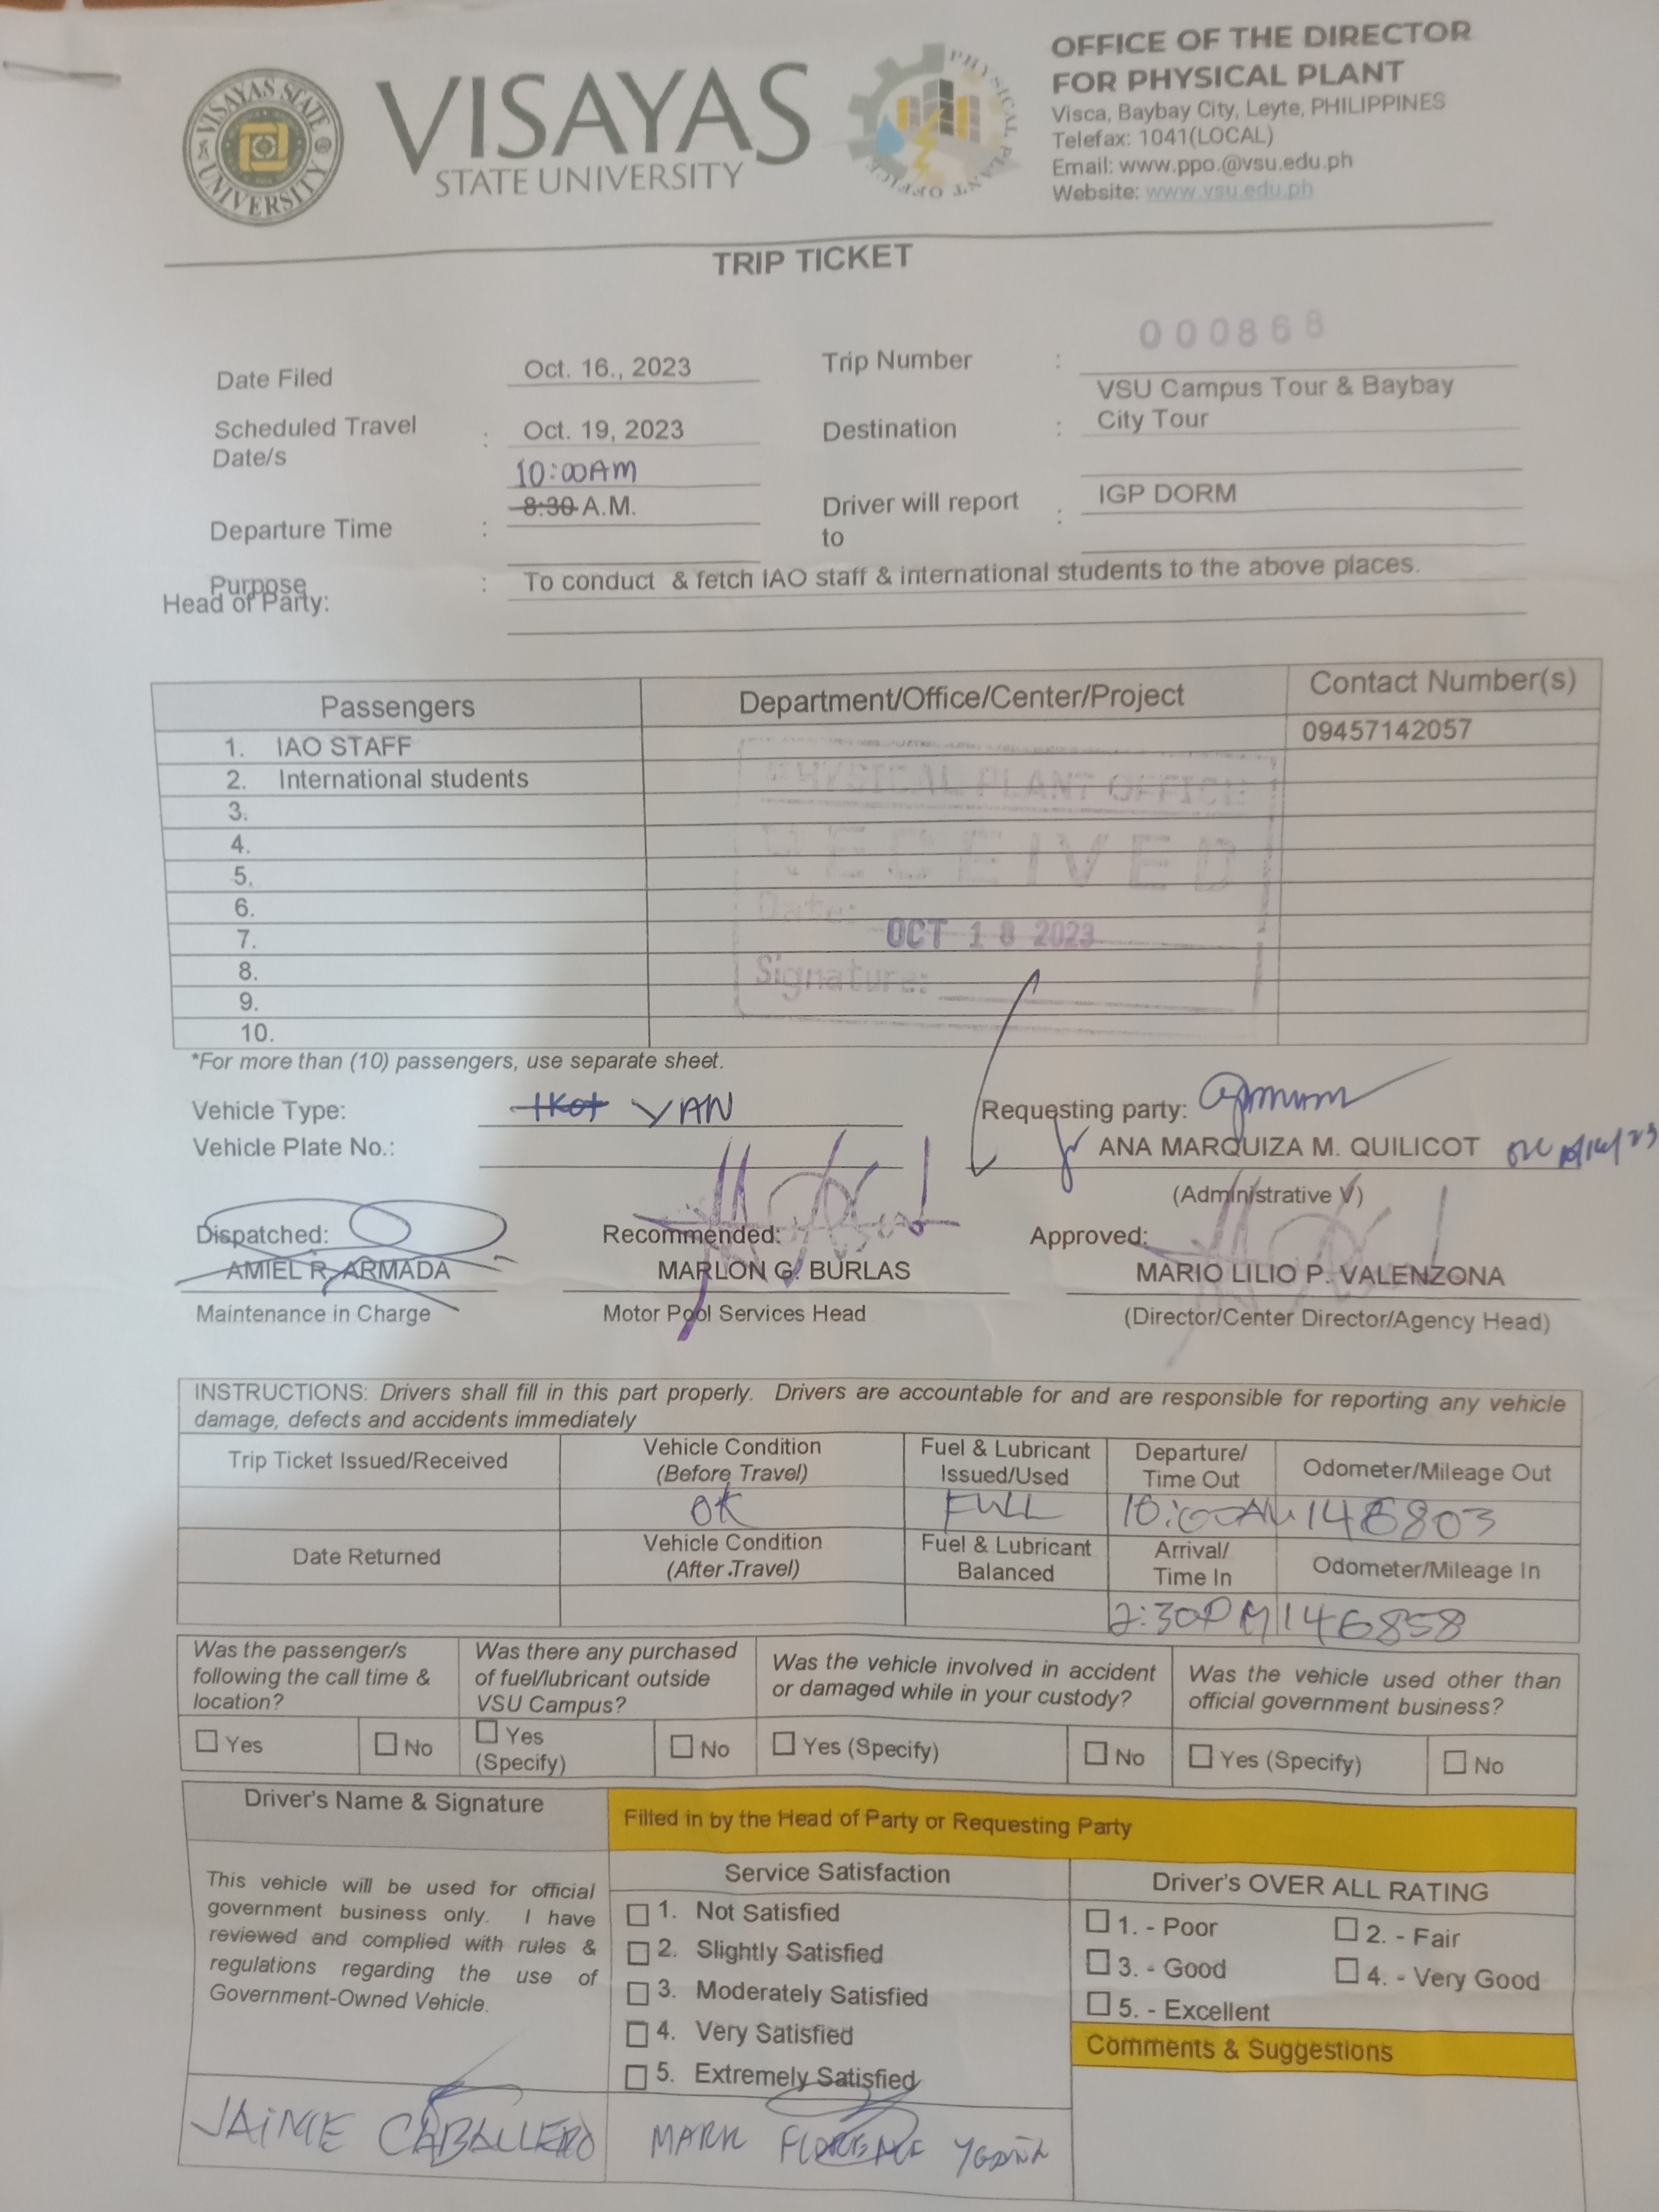 VISAYAS STATE UNIVERSITY
VISAYAS
STATE UNIVERSITY
PHYSICAL PLANT OFFICE
OFFICE OF THE DIRECTOR
FOR PHYSICAL PLANT
Visca, Baybay City, Leyte, PHILIPPINES
Telefax: 1041(LOCAL)
Email: www.ppo.@vsu.edu.ph
Website: www.vsu.edu.ph
TRIP TICKET
Date Filed Oct. 16., 2023 Trip Number : 000868
Scheduled Travel Date/s : Oct. 19, 2023 Destination : VSU Campus Tour & Baybay City Tour
10:00AM
Departure Time : 8:30 A.M. Driver will report to : IGP DORM
Purpose : To conduct & fetch IAO staff & international students to the above places.
Head of Party:
Passengers Department/Office/Center/Project Contact Number(s)
1. IAO STAFF 09457142057
2. International students
3.
4.
5.
6.
7.
8.
9.
10.
PHYSICAL PLANT OFFICE
RECEIVED
Date: OCT 18 2023
Signature:
*For more than (10) passengers, use separate sheet.
Vehicle Type: IKot VAN Requesting party:
Vehicle Plate No.: ANA MARQUIZA M. QUILICOT
(Administrative V)
Dispatched: Recommended: Approved:
AMIEL R. ARMADA MARLON G. BURLAS MARIO LILIO P. VALENZONA
Maintenance in Charge Motor Pool Services Head (Director/Center Director/Agency Head)
INSTRUCTIONS: Drivers shall fill in this part properly. Drivers are accountable for and are responsible for reporting any vehicle
damage, defects and accidents immediately
Trip Ticket Issued/Received Vehicle Condition (Before Travel) Fuel & Lubricant Issued/Used Departure/ Time Out Odometer/Mileage Out
OK FULL 10:00AM 146803
Date Returned Vehicle Condition (After Travel) Fuel & Lubricant Balanced Arrival/ Time In Odometer/Mileage In
2:30PM 146858
Was the passenger/s following the call time & location? Was there any purchased of fuel/lubricant outside VSU Campus? Was the vehicle involved in accident or damaged while in your custody? Was the vehicle used other than official government business?
Yes No Yes (Specify) No Yes (Specify) No Yes (Specify) No
Driver's Name & Signature
Filled in by the Head of Party or Requesting Party
This vehicle will be used for official
government business only. I have
reviewed and complied with rules &
regulations regarding the use of
Government-Owned Vehicle.
Service Satisfaction
1. Not Satisfied
2. Slightly Satisfied
3. Moderately Satisfied
4. Very Satisfied
5. Extremely Satisfied
Driver's OVER ALL RATING
1. - Poor 2. - Fair
3. - Good 4. - Very Good
5. - Excellent
Comments & Suggestions
JAIME CABALLERO
MARK